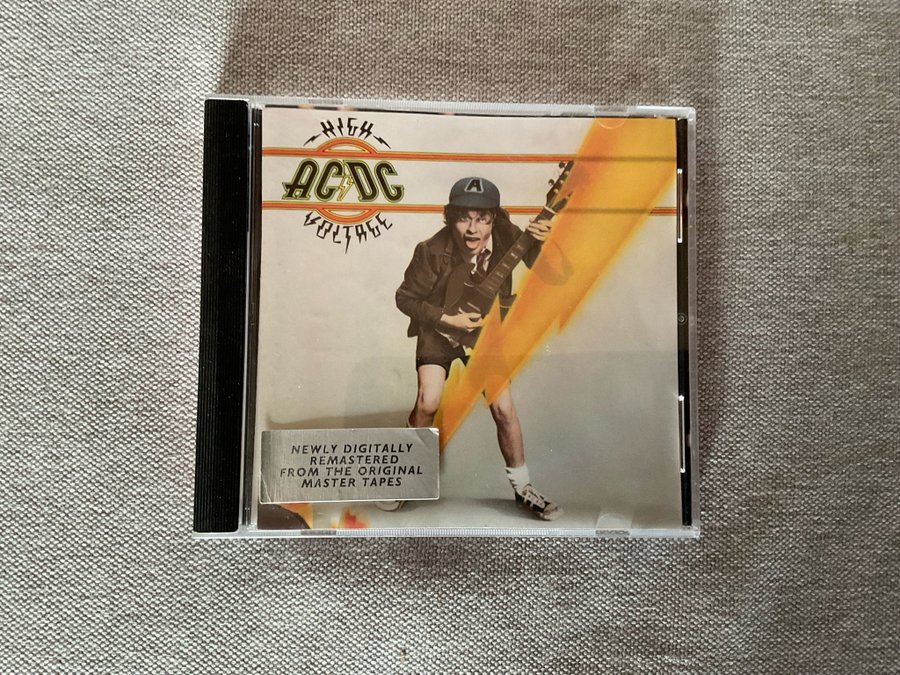 HIGH
AC⚡DC
VOLTAGE
A
NEWLY DIGITALLY
REMASTERED
FROM THE ORIGINAL
MASTER TAPES